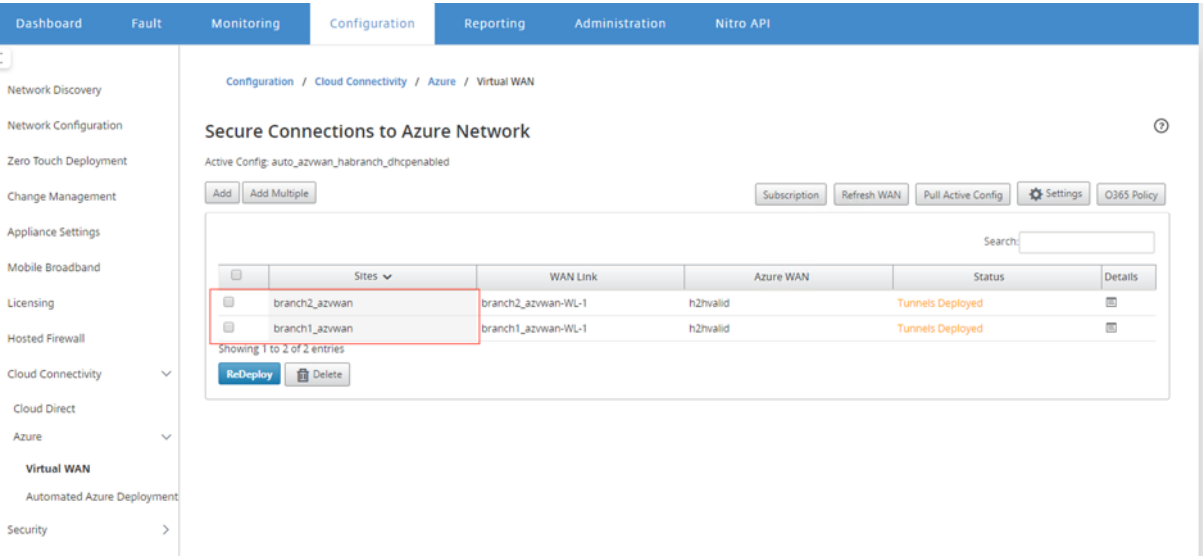 Dashboard Fault Monitoring Configuration Reporting Administration Nitro API
Network Discovery
Network Configuration
Zero Touch Deployment
Change Management
Appliance Settings
Mobile Broadband
Licensing
Hosted Firewall
Cloud Connectivity
Cloud Direct
Azure
Virtual WAN
Automated Azure Deployment
Security
Configuration / Cloud Connectivity / Azure / Virtual WAN
Secure Connections to Azure Network
Active Config: auto_azvwan_habranch_dhcpenabled
Add Add Multiple Subscription Refresh WAN Pull Active Config Settings O365 Policy
Search:
Sites WAN Link Azure WAN Status Details
branch2_azvwan branch2_azvwan-WL-1 h2hvalid Tunnels Deployed
branch1_azvwan branch1_azvwan-WL-1 h2hvalid Tunnels Deployed
Showing 1 to 2 of 2 entries
ReDeploy Delete